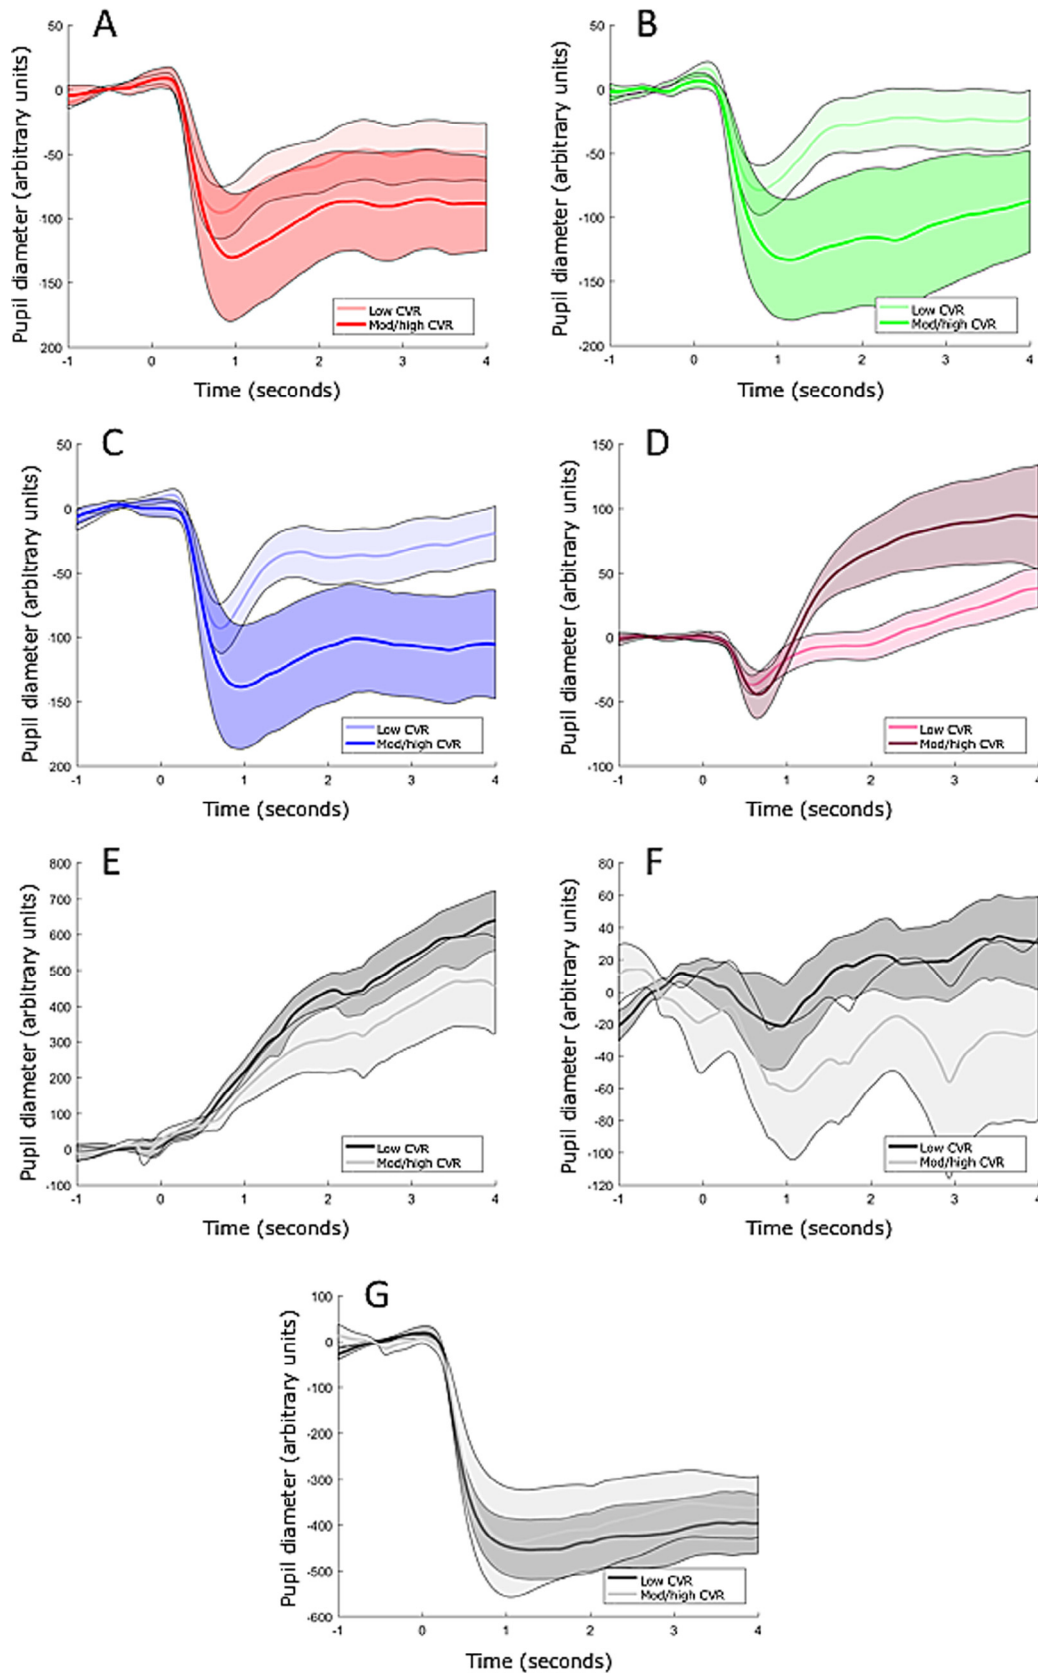 A
Pupil diameter (arbitrary units)
50
0
-50
-100
-150
200
-1 0 1 2 3 4
Low CVR
Mod/high CVR
Time (seconds)
B
Pupil diameter (arbitrary units)
50
0
-50
-100
-150
-200
-1 0 1 2 3 4
Low CVR
Mod/high CVR
Time (seconds)
C
Pupil diameter (arbitrary units)
50
0
-50
-100
-150
200
-1 0 1 2 3 4
Low CVR
Mod/high CVR
Time (seconds)
D
Pupil diameter (arbitrary units)
150
100
50
0
-50
-100
-1 0 1 2 3 4
Low CVR
Mod/high CVR
Time (seconds)
E
Pupil diameter (arbitrary units)
800
700
600
500
400
300
200
100
0
-100
-1 0 1 2 3 4
Low CVR
Mod/high CVR
Time (seconds)
F
Pupil diameter (arbitrary units)
80
60
40
20
0
-20
-40
-60
-80
-100
-120
-1 0 1 2 3 4
Low CVR
Mod/high CVR
Time (seconds)
G
Pupil diameter (arbitrary units)
100
0
-100
-200
-300
-400
-500
-600
-1 0 1 2 3 4
Low CVR
Mod/high CVR
Time (seconds)